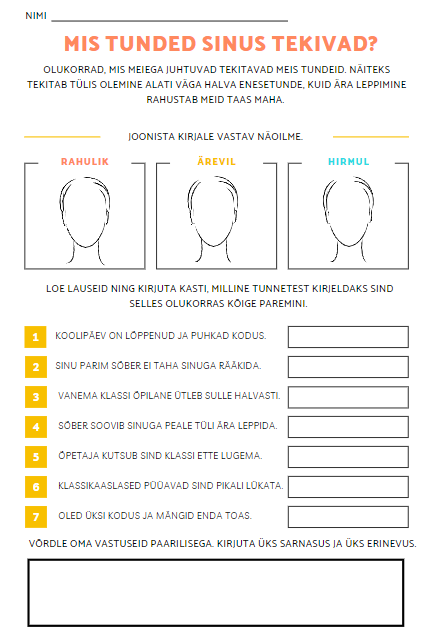 NIMI
MIS TUNDED SINUS TEKIVAD?
OLUKORRAD, MIS MEIEGA JUHTUVAD TEKITAVAD MEIS TUNDEID. NÄITEKS
TEKITAB TÜLIS OLEMINE ALATI VÄGA HALVA ENESETUNDE, KUID ÄRA LEPPIMINE
RAHUSTAB MEID TAAS MAHA.
JOONISTA KIRJALE VASTAV NÄOILME.
RAHULIK ÄREVIL HIRMUL
LOE LAUSEID NING KIRJUTA KASTI, MILLINE TUNNETEST KIRJELDAKS SIND
SELLES OLUKORRAS KÕIGE PAREMINI.
1 KOOLIPÄEV ON LÕPPENUD JA PUHKAD KODUS.
2 SINU PARIM SÕBER EI TAHA SINUGA RÄÄKIDA.
3 VANEMA KLASSI ÕPILANE ÜTLEB SULLE HALVASTI.
4 SÕBER SOOVIB SINUGA PEALE TÜLI ÄRA LEPPIDA.
5 ÕPETAJA KUTSUB SIND KLASSI ETTE LUGEMA.
6 KLASSIKAASLASED PÜÜAVAD SIND PIKALI LÜKATA.
7 OLED ÜKSI KODUS JA MÄNGID ENDA TOAS.
VÕRDLE OMA VASTUSEID PAARILISEGA. KIRJUTA ÜKS SARNASUS JA ÜKS ERINEVUS.